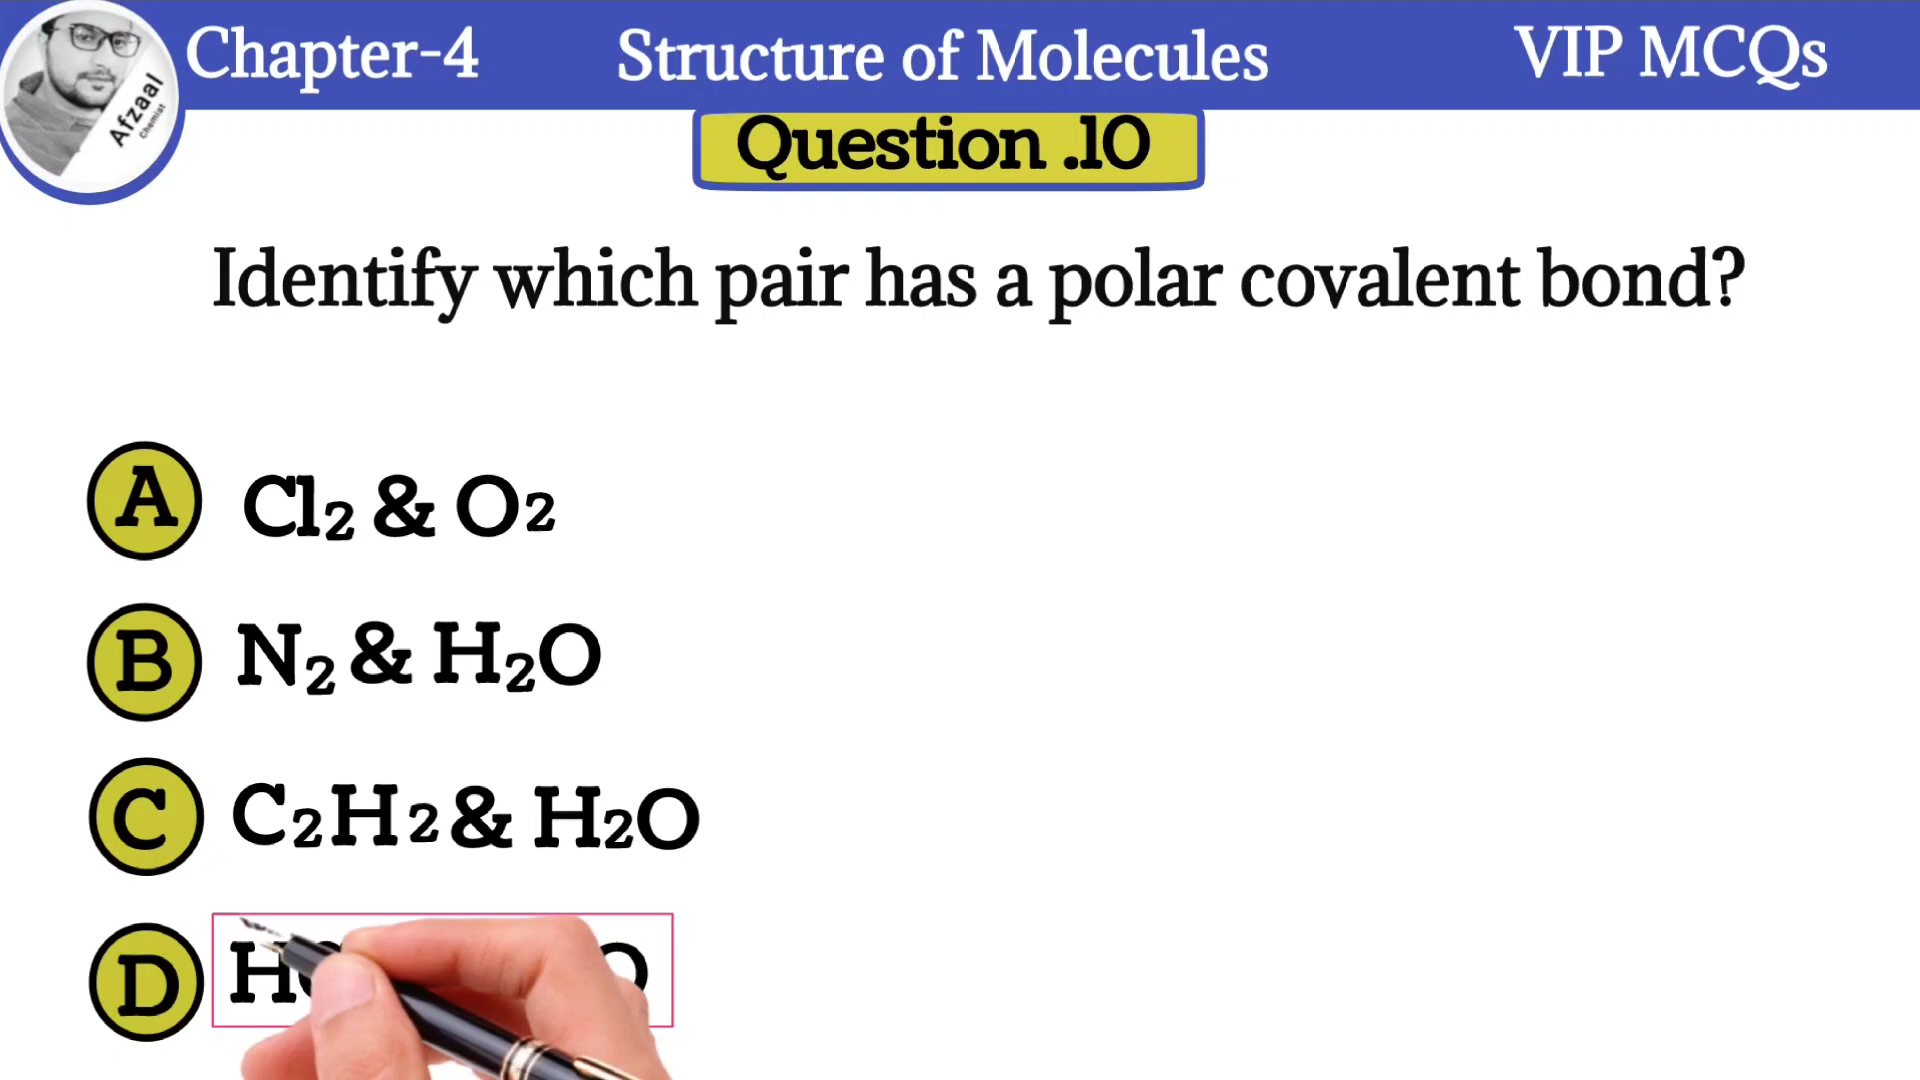 Chapter-4 Structure of Molecules VIP MCQs
Afzaal
Chemist
Question .10
Identify which pair has a polar covalent bond?
A Cl₂ & O₂
B N₂ & H₂O
C C₂H₂ & H₂O
D